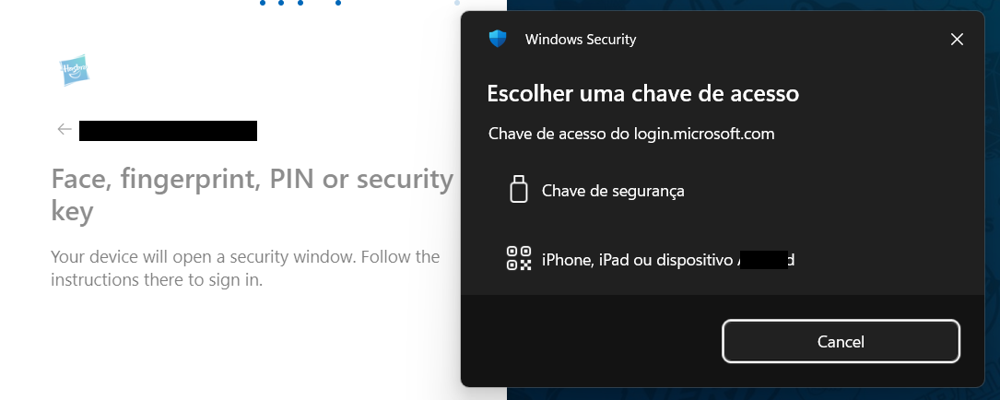 Hasbro
Face, fingerprint, PIN or security
key
Your device will open a security window. Follow the
instructions there to sign in.
Windows Security
Escolher uma chave de acesso
Chave de acesso do login.microsoft.com
Chave de segurança
iPhone, iPad ou dispositivo
Cancel